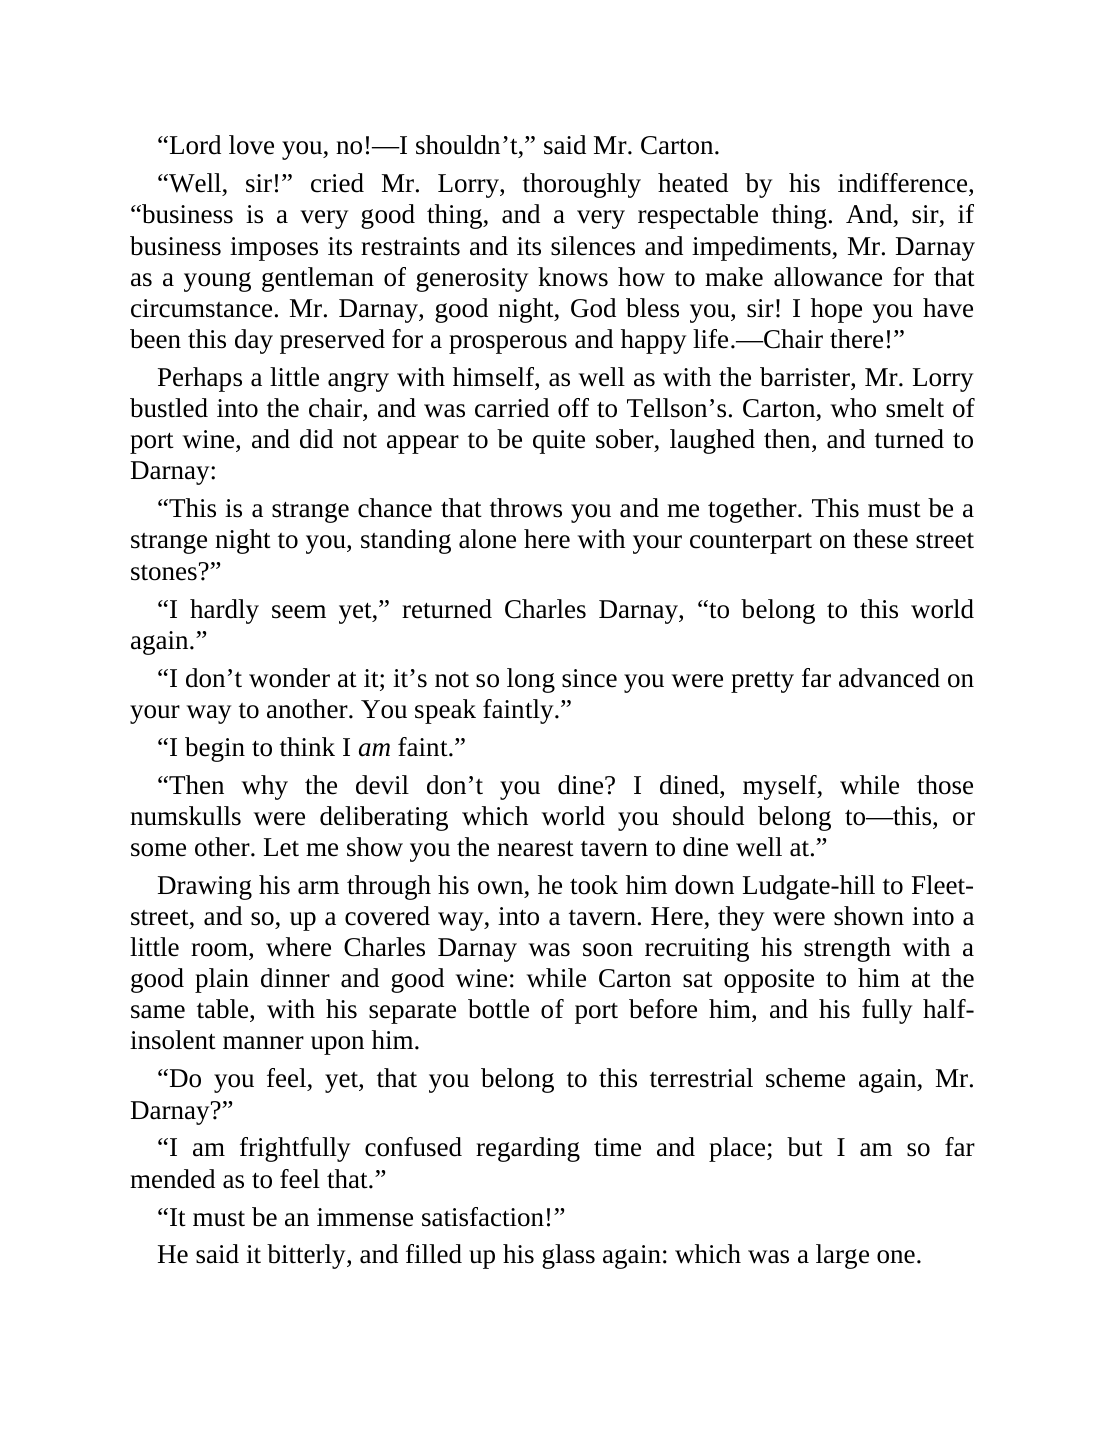 “Lord love you, no!—I shouldn’t,” said Mr. Carton.
“Well, sir!” cried Mr. Lorry, thoroughly heated by his indifference,
“business is a very good thing, and a very respectable thing. And, sir, if
business imposes its restraints and its silences and impediments, Mr. Darnay
as a young gentleman of generosity knows how to make allowance for that
circumstance. Mr. Darnay, good night, God bless you, sir! I hope you have
been this day preserved for a prosperous and happy life.—Chair there!”
Perhaps a little angry with himself, as well as with the barrister, Mr. Lorry
bustled into the chair, and was carried off to Tellson’s. Carton, who smelt of
port wine, and did not appear to be quite sober, laughed then, and turned to
Darnay:
“This is a strange chance that throws you and me together. This must be a
strange night to you, standing alone here with your counterpart on these street
stones?”
“I hardly seem yet,” returned Charles Darnay, “to belong to this world
again.”
“I don’t wonder at it; it’s not so long since you were pretty far advanced on
your way to another. You speak faintly.”
“I begin to think I am faint.”
“Then why the devil don’t you dine? I dined, myself, while those
numskulls were deliberating which world you should belong to—this, or
some other. Let me show you the nearest tavern to dine well at.”
Drawing his arm through his own, he took him down Ludgate-hill to Fleet-
street, and so, up a covered way, into a tavern. Here, they were shown into a
little room, where Charles Darnay was soon recruiting his strength with a
good plain dinner and good wine: while Carton sat opposite to him at the
same table, with his separate bottle of port before him, and his fully half-
insolent manner upon him.
“Do you feel, yet, that you belong to this terrestrial scheme again, Mr.
Darnay?”
“I am frightfully confused regarding time and place; but I am so far
mended as to feel that.”
“It must be an immense satisfaction!”
He said it bitterly, and filled up his glass again: which was a large one.